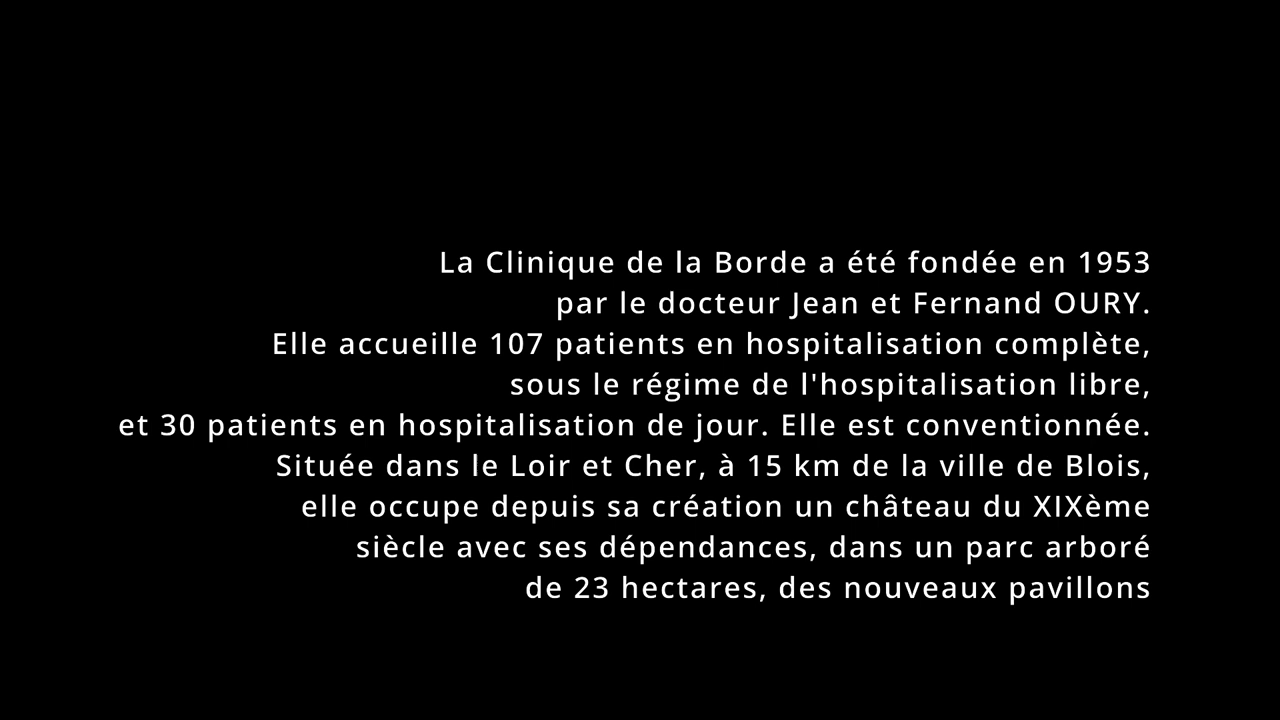 La Clinique de la Borde a été fondée en 1953
par le docteur Jean et Fernand OURY.
Elle accueille 107 patients en hospitalisation complète,
sous le régime de l'hospitalisation libre,
et 30 patients en hospitalisation de jour. Elle est conventionnée.
Située dans le Loir et Cher, à 15 km de la ville de Blois,
elle occupe depuis sa création un château du XIXème
siècle avec ses dépendances, dans un parc arboré
de 23 hectares, des nouveaux pavillons